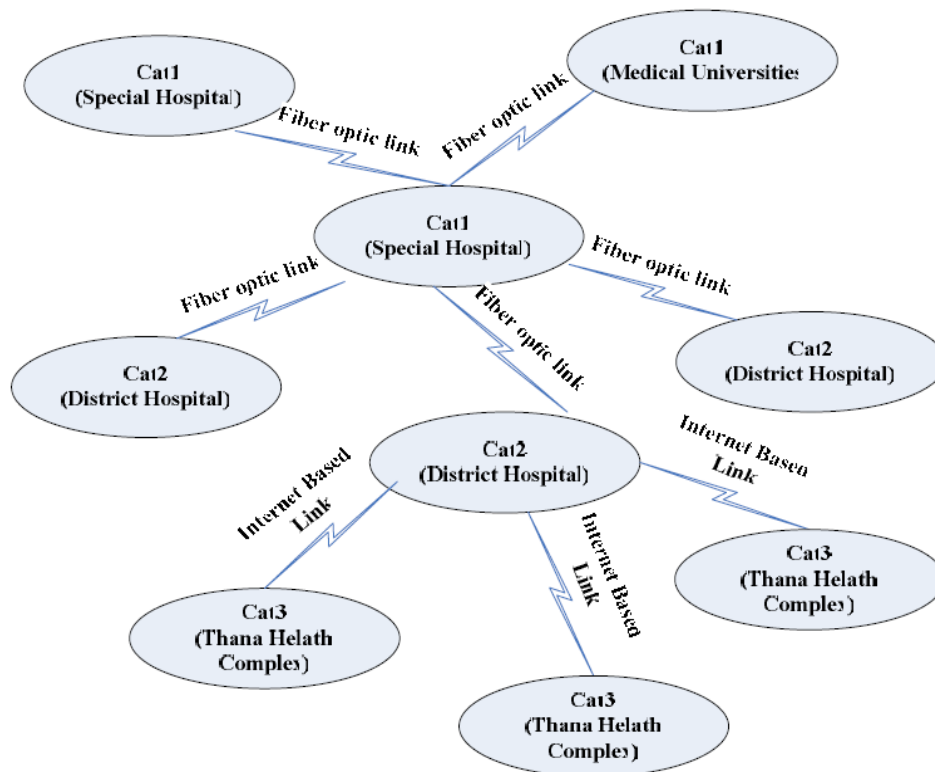 Cat1
(Special Hospital)
Cat1
(Medical Universities
Fiber optic link
Fiber optic link
Cat1
(Special Hospital)
Fiber optic link
Fiber optic link
Fiber optic link
Cat2
(District Hospital)
Cat2
(District Hospital)
Cat2
(District Hospital)
Internet Based
Link
Internet Based
Link
Internet Based
Link
Cat3
(Thana Helath
Complex)
Cat3
(Thana Helath
Complex)
Cat3
(Thana Helath
Complex)